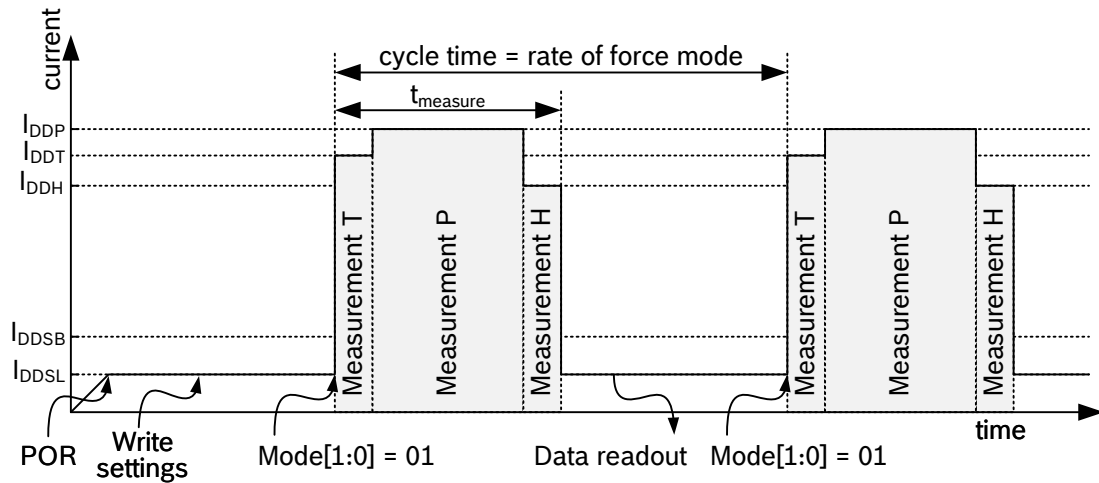 current
cycle time = rate of force mode
tmeasure
IDDP
IDDT
IDDH
IDDSB
IDDSL
Measurement T
Measurement P
Measurement H
Measurement T
Measurement P
Measurement H
time
POR
Write
settings
Mode[1:0] = 01
Data readout
Mode[1:0] = 01